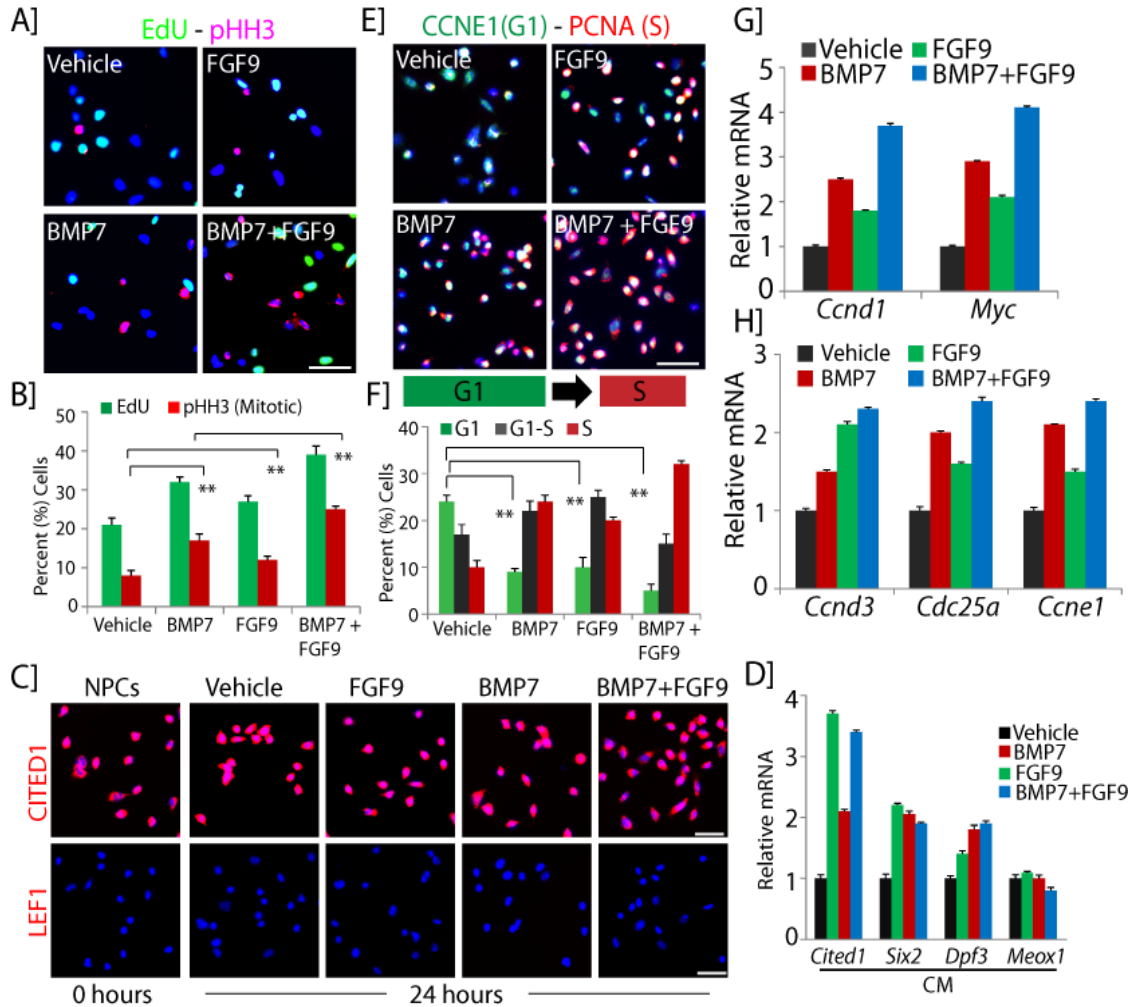 A]
EdU - pHH3
Vehicle
FGF9
BMP7
BMP7+FGF9
B]
EdU
pHH3 (Mitotic)
Percent (%) Cells
50
40
30
20
10
0
**
**
**
Vehicle
BMP7
FGF9
BMP7 +
FGF9
E]
CCNE1(G1) - PCNA (S)
Vehicle
FGF9
BMP7
BMP7 + FGF9
G1
S
F]
G1
G1-S
S
Percent (%) Cells
40
30
20
10
0
**
**
**
Vehicle
BMP7
FGF9
BMP7 +
FGF9
G]
Vehicle
FGF9
BMP7
BMP7+FGF9
Relative mRNA
5
4
3
2
1
0
Ccnd1
Myc
H]
Vehicle
FGF9
BMP7
BMP7+FGF9
Relative mRNA
3
2
1
0
Ccnd3
Cdc25a
Ccne1
C]
NPCs
Vehicle
FGF9
BMP7
BMP7+FGF9
CITED1
LEF1
0 hours
24 hours
D]
Vehicle
BMP7
FGF9
BMP7+FGF9
Relative mRNA
4
3
2
1
0
Cited1
Six2
Dpf3
Meox1
CM